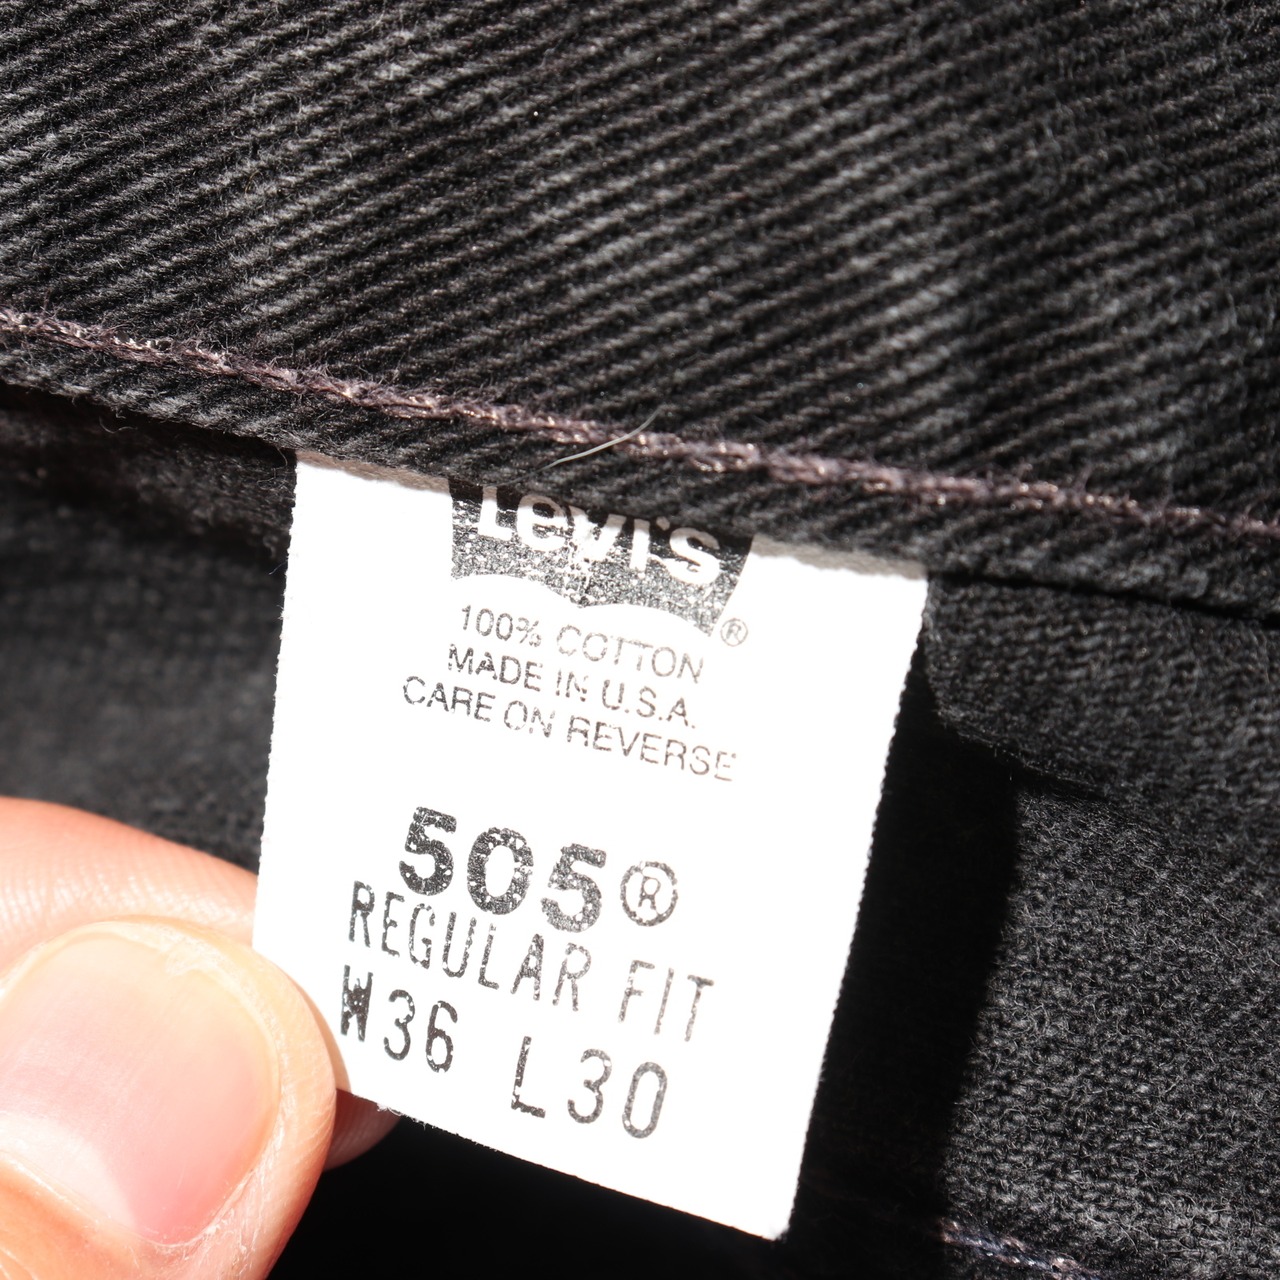 Levi's
®
100% COTTON
MADE IN U.S.A.
CARE ON REVERSE
505®
REGULAR FIT
W36 L30